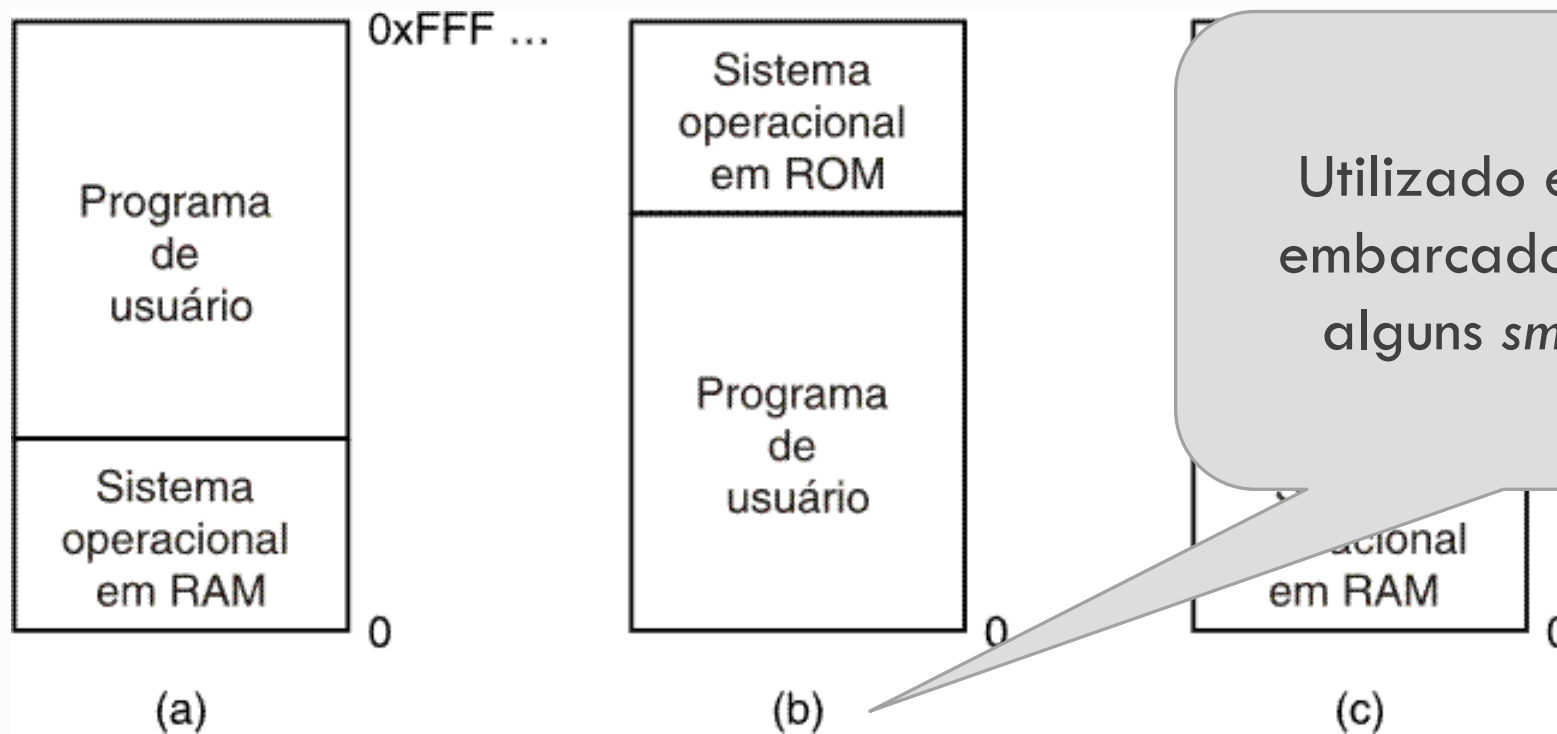 0xFFF ...
Programa
de
usuário
Sistema
operacional
em RAM
0
(a)
Sistema
operacional
em ROM
Programa
de
usuário
0
(b)
Utilizado
embarcado
alguns
em RAM
(c)